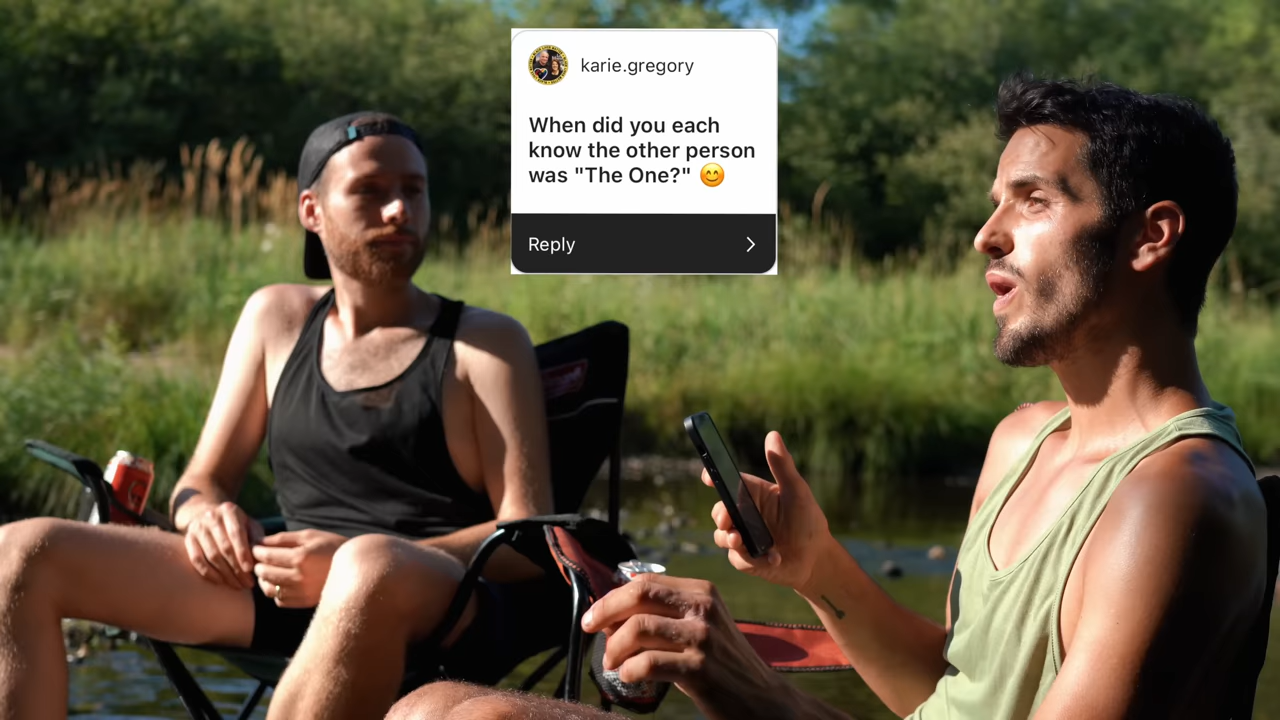 karie.gregory
When did you each
know the other person
was "The One?" 😊
Reply